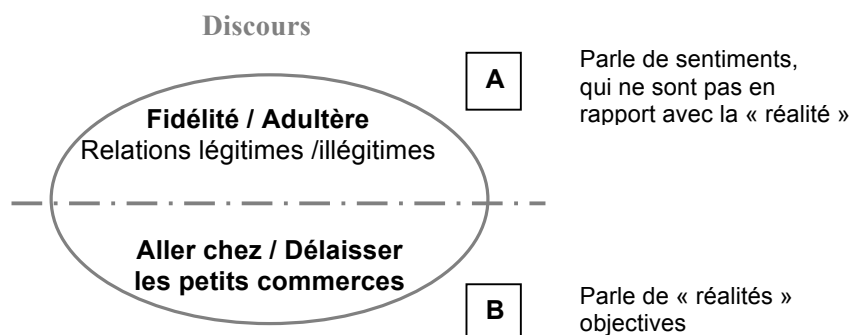 Discours
A
Parle de sentiments,
qui ne sont pas en
rapport avec la « réalité »
Fidélité / Adultère
Relations légitimes /illégitimes
Aller chez / Délaisser
les petits commerces
B
Parle de « réalités »
objectives